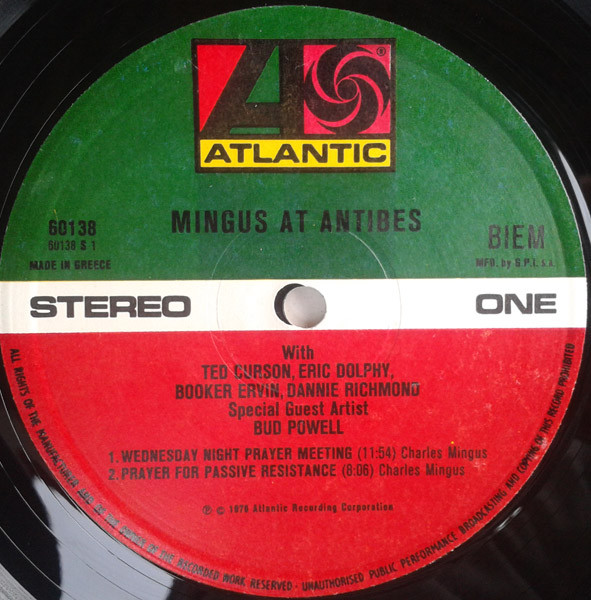 ATLANTIC
®
MINGUS AT ANTIBES
60138
60138 S 1
MADE IN GREECE
BIEM
MFD. by G.P.I. s.a.
STEREO
ONE
With
TED CURSON, ERIC DOLPHY,
BOOKER ERVIN, DANNIE RICHMOND
Special Guest Artist
BUD POWELL
1. WEDNESDAY NIGHT PRAYER MEETING (11:54) Charles Mingus
2. PRAYER FOR PASSIVE RESISTANCE (8:06) Charles Mingus
℗ © 1979 Atlantic Recording Corporation
ALL RIGHTS OF THE MANUFACTURER AND OF THE OWNER OF THE RECORDED WORK RESERVED - UNAUTHORISED PUBLIC PERFORMANCE BROADCASTING AND COPYING OF THIS RECORD PROHIBITED